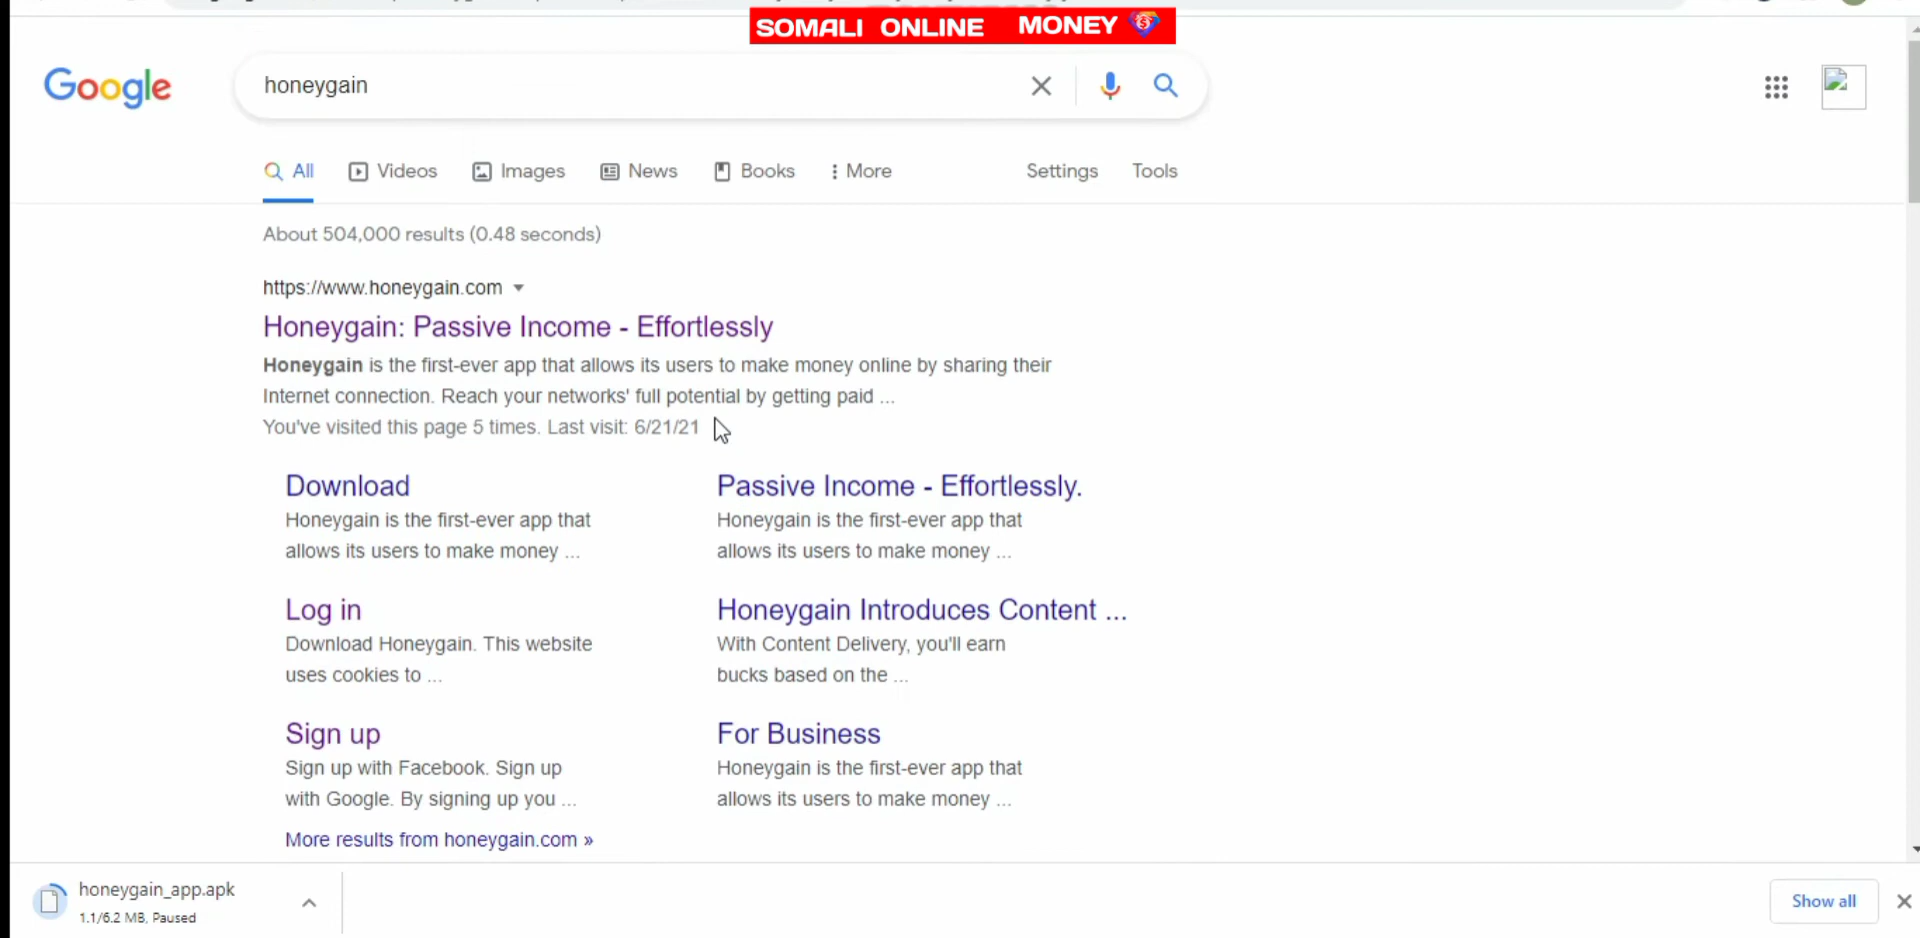 SOMALI ONLINE MONEY
Google
honeygain
All
Videos
Images
News
Books
More
Settings
Tools
About 504,000 results (0.48 seconds)
https://www.honeygain.com
Honeygain: Passive Income - Effortlessly
Honeygain is the first-ever app that allows its users to make money online by sharing their
Internet connection. Reach your networks' full potential by getting paid ...
You've visited this page 5 times. Last visit: 6/21/21
Download
Honeygain is the first-ever app that
allows its users to make money ...
Passive Income - Effortlessly.
Honeygain is the first-ever app that
allows its users to make money ...
Log in
Download Honeygain. This website
uses cookies to ...
Honeygain Introduces Content ...
With Content Delivery, you'll earn
bucks based on the ...
Sign up
Sign up with Facebook. Sign up
with Google. By signing up you ...
For Business
Honeygain is the first-ever app that
allows its users to make money ...
More results from honeygain.com »
honeygain_app.apk
1.1/6.2 MB, Paused
Show all